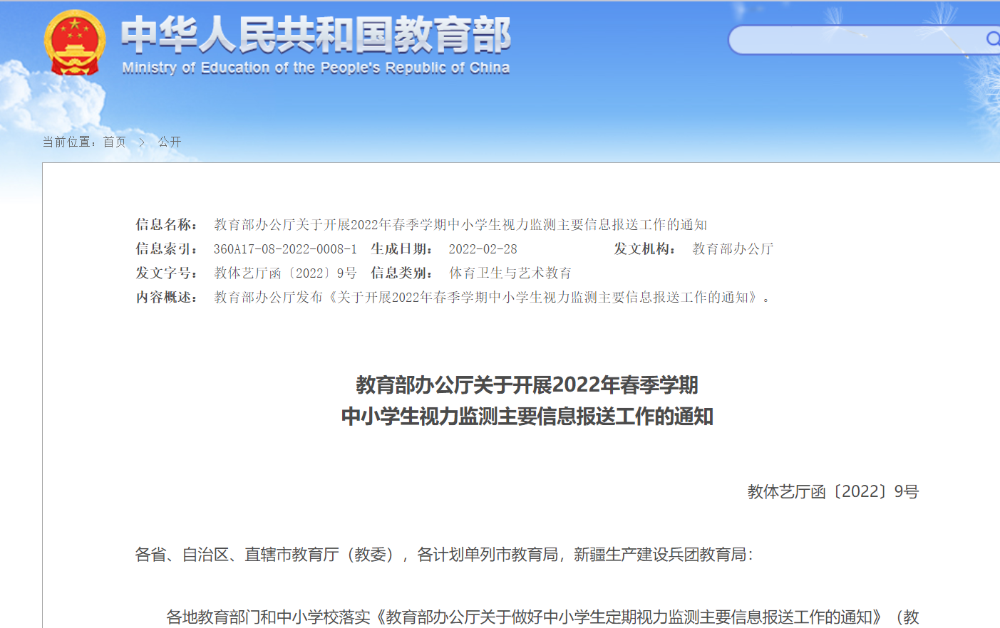 中华人民共和国教育部
Ministry of Education of the People's Republic of China
当前位置：首页 > 公开
信息名称： 教育部办公厅关于开展2022年春季学期中小学生视力监测主要信息报送工作的通知
信息索引： 360A17-08-2022-0008-1 生成日期： 2022-02-28 发文机构： 教育部办公厅
发文字号： 教体艺厅函〔2022〕9号 信息类别： 体育卫生与艺术教育
内容概述： 教育部办公厅发布《关于开展2022年春季学期中小学生视力监测主要信息报送工作的通知》。
教育部办公厅关于开展2022年春季学期
中小学生视力监测主要信息报送工作的通知
教体艺厅函〔2022〕9号
各省、自治区、直辖市教育厅（教委），各计划单列市教育局，新疆生产建设兵团教育局：
各地教育部门和中小学校落实《教育部办公厅关于做好中小学生定期视力监测主要信息报送工作的通知》（教